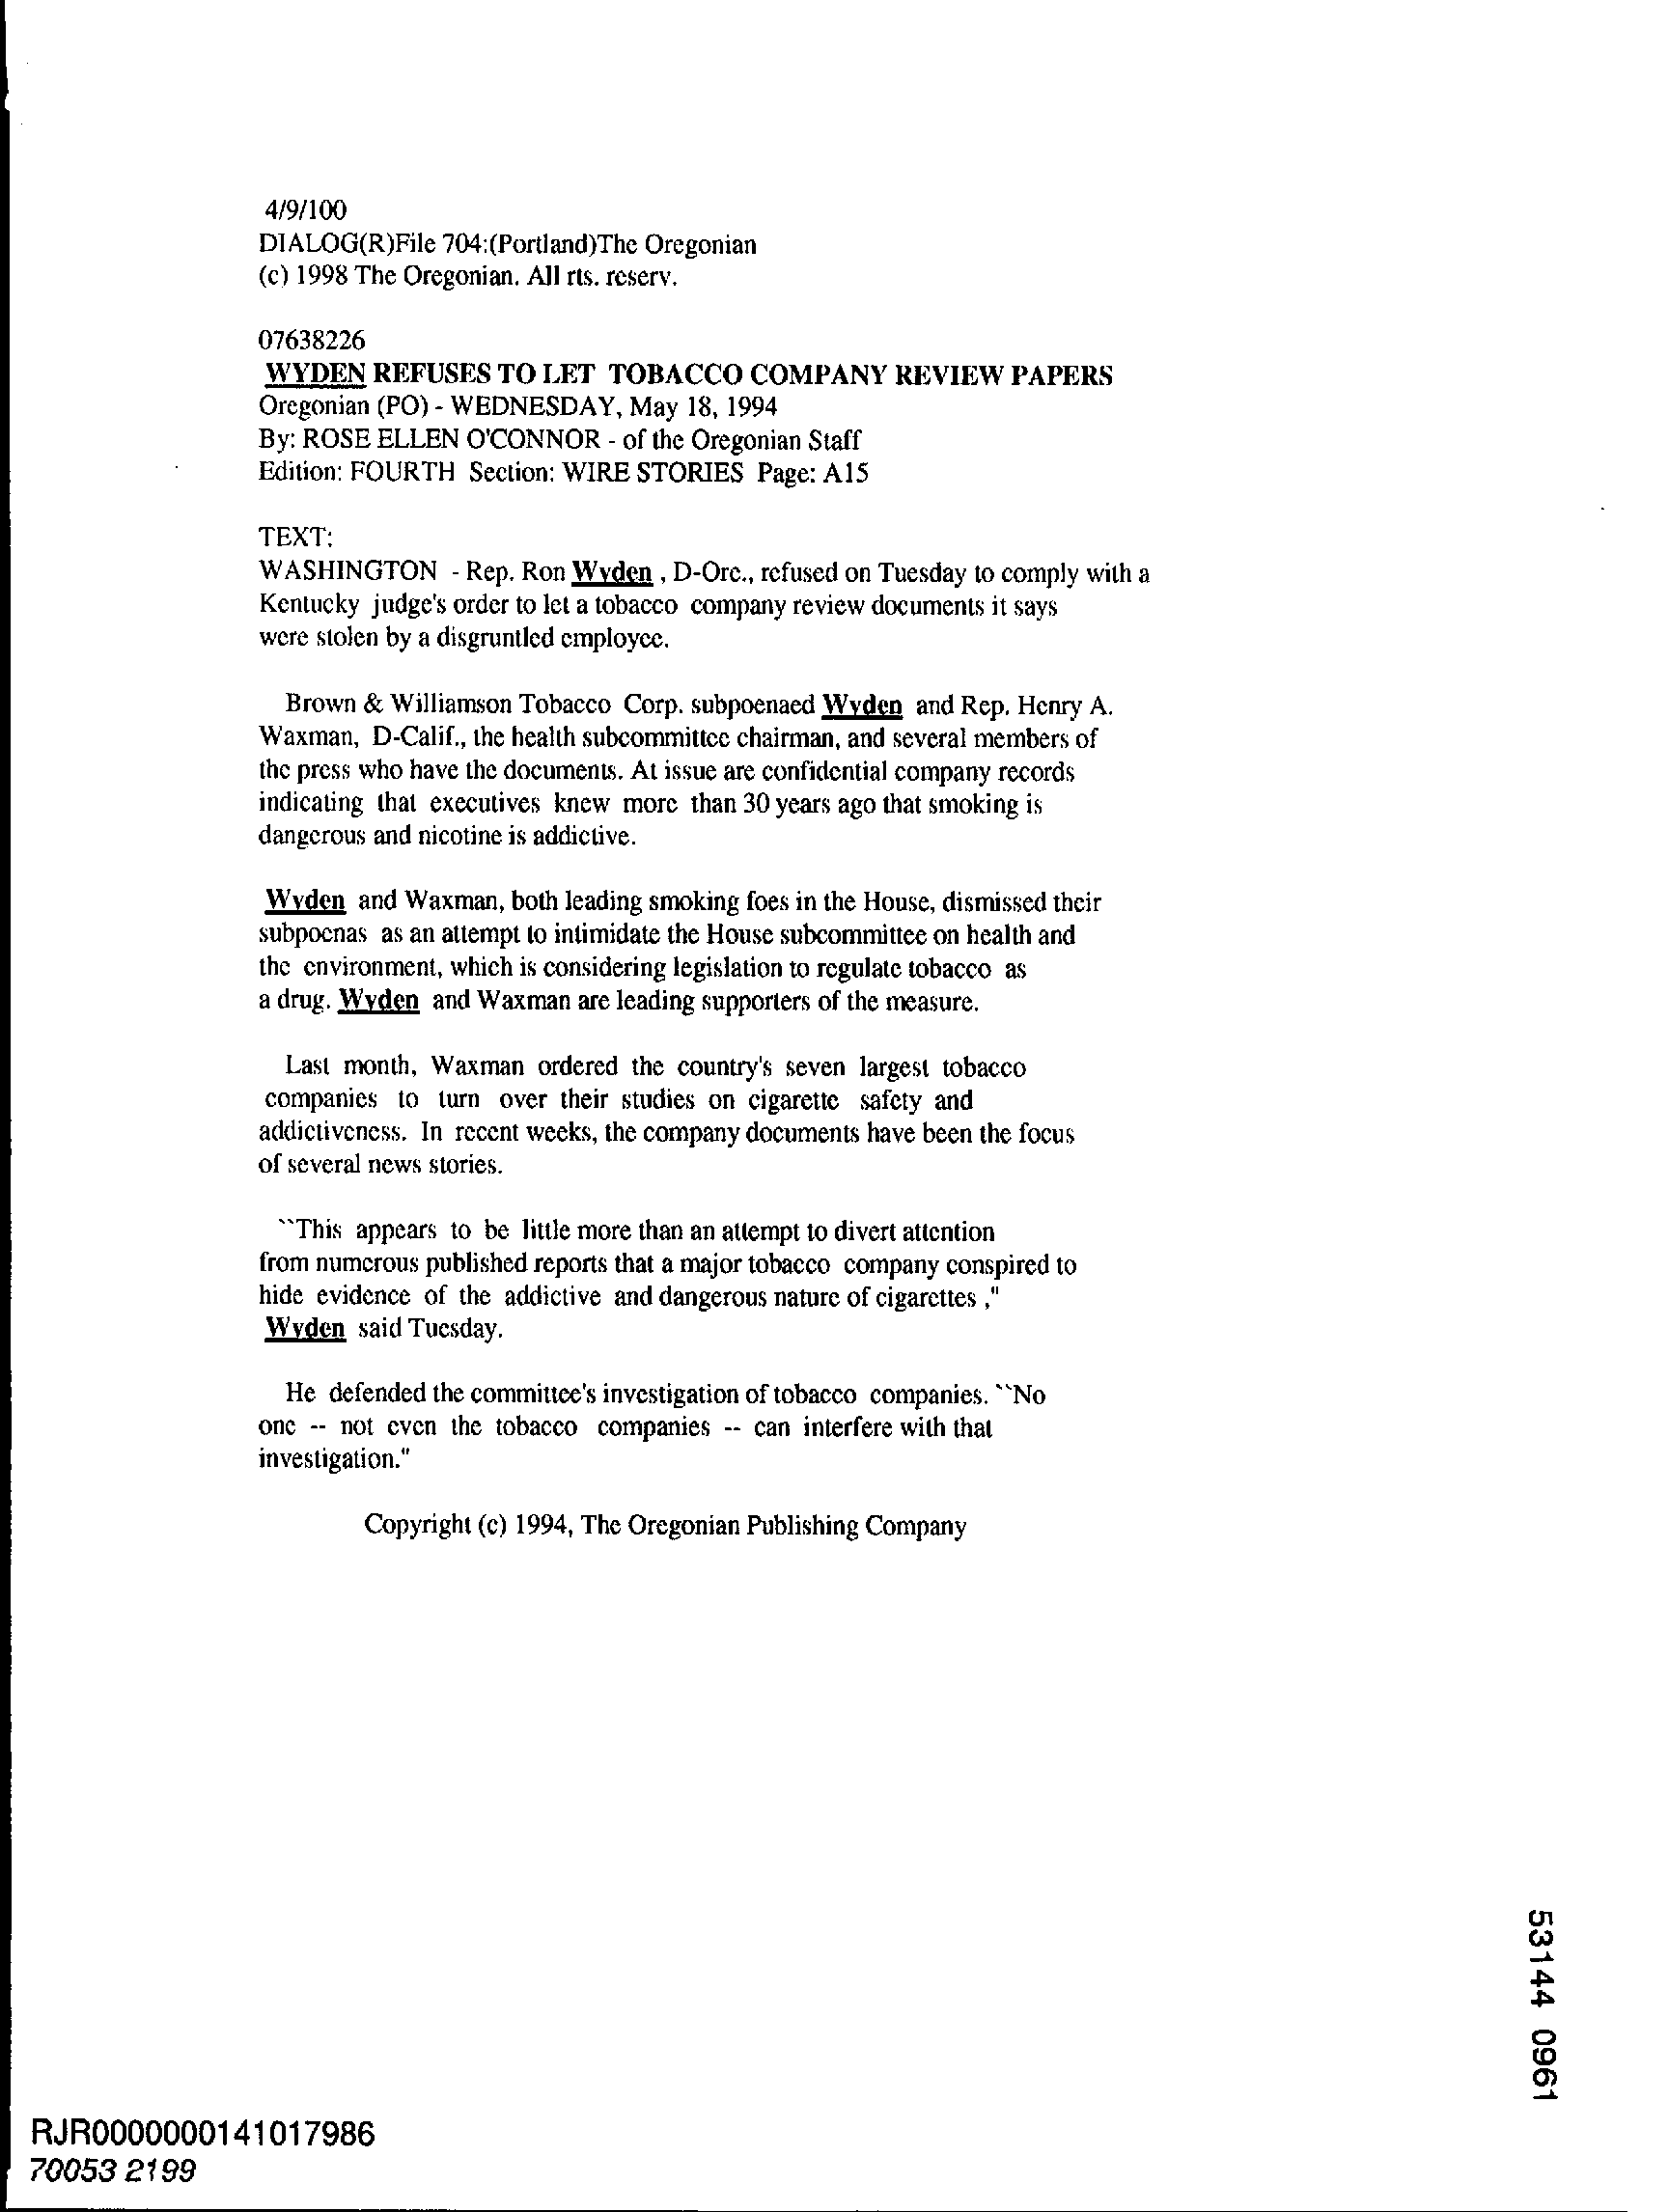 4/9/100
DIALOG(R)File 704:(Portland)The Oregonian
(c) 1998 The Oregonian. All rts. reserv.
07638226
WYDEN REFUSES TO LET TOBACCO COMPANY REVIEW PAPERS
Oregonian (PO) - WEDNESDAY, May 18, 1994
By: ROSE ELLEN O'CONNOR - of the Oregonian Staff
Edition: FOURTH Section: WIRE STORIES Page: A15
TEXT:
WASHINGTON - Rep. Ron Wyden , D-Ore., refused on Tuesday to comply with a
Kentucky judge's order to let a tobacco company review documents it says
were stolen by a disgruntled employee.
Brown & Williamson Tobacco Corp. subpoenaed Wyden and Rep. Henry A.
Waxman, D-Calif., the health subcommittee chairman, and several members of
the press who have the documents. At issue are confidential company records
indicating that executives knew more than 30 years ago that smoking is
dangerous and nicotine is addictive.
Wyden and Waxman, both leading smoking foes in the House, dismissed their
subpoenas as an attempt to intimidate the House subcommittee on health and
the environment, which is considering legislation to regulate tobacco as
a drug. Wyden and Waxman are leading supporters of the measure.
Last month, Waxman ordered the country's seven largest tobacco
companies to turn over their studies on cigarette safety and
addictiveness. In recent weeks, the company documents have been the focus
of several news stories.
``This appears to be little more than an attempt to divert attention
from numerous published reports that a major tobacco company conspired to
hide evidence of the addictive and dangerous nature of cigarettes ,"
Wyden said Tuesday.
He defended the committee's investigation of tobacco companies. ``No
one -- not even the tobacco companies -- can interfere with that
investigation."
Copyright (c) 1994, The Oregonian Publishing Company
53144 0961
RJR0000000141017986
70053 2199